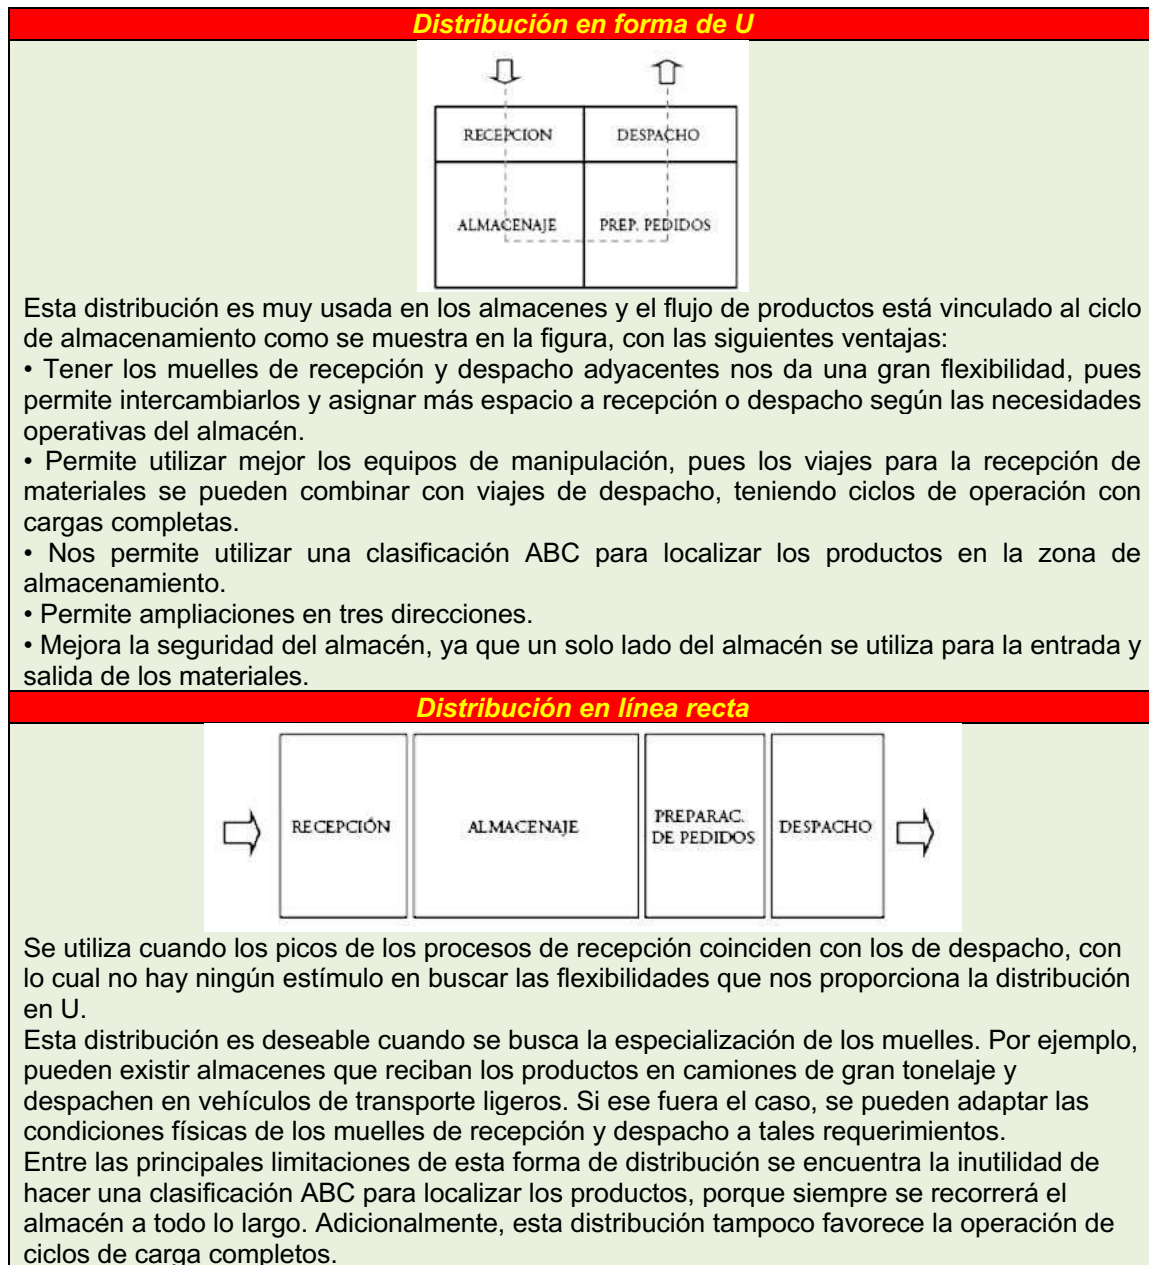 Distribución en forma de U
RECEPCION
DESPACHO
ALMACENAJE
PREP. PEDIDOS
Esta distribución es muy usada en los almacenes y el flujo de productos está vinculado al ciclo
de almacenamiento como se muestra en la figura, con las siguientes ventajas:
• Tener los muelles de recepción y despacho adyacentes nos da una gran flexibilidad, pues
permite intercambiarlos y asignar más espacio a recepción o despacho según las necesidades
operativas del almacén.
• Permite utilizar mejor los equipos de manipulación, pues los viajes para la recepción de
materiales se pueden combinar con viajes de despacho, teniendo ciclos de operación con
cargas completas.
• Nos permite utilizar una clasificación ABC para localizar los productos en la zona de
almacenamiento.
• Permite ampliaciones en tres direcciones.
• Mejora la seguridad del almacén, ya que un solo lado del almacén se utiliza para la entrada y
salida de los materiales.
Distribución en línea recta
RECEPCIÓN
ALMACENAJE
PREPARAC.
DE PEDIDOS
DESPACHO
Se utiliza cuando los picos de los procesos de recepción coinciden con los de despacho, con
lo cual no hay ningún estímulo en buscar las flexibilidades que nos proporciona la distribución
en U.
Esta distribución es deseable cuando se busca la especialización de los muelles. Por ejemplo,
pueden existir almacenes que reciban los productos en camiones de gran tonelaje y
despachen en vehículos de transporte ligeros. Si ese fuera el caso, se pueden adaptar las
condiciones físicas de los muelles de recepción y despacho a tales requerimientos.
Entre las principales limitaciones de esta forma de distribución se encuentra la inutilidad de
hacer una clasificación ABC para localizar los productos, porque siempre se recorrerá el
almacén a todo lo largo. Adicionalmente, esta distribución tampoco favorece la operación de
ciclos de carga completos.